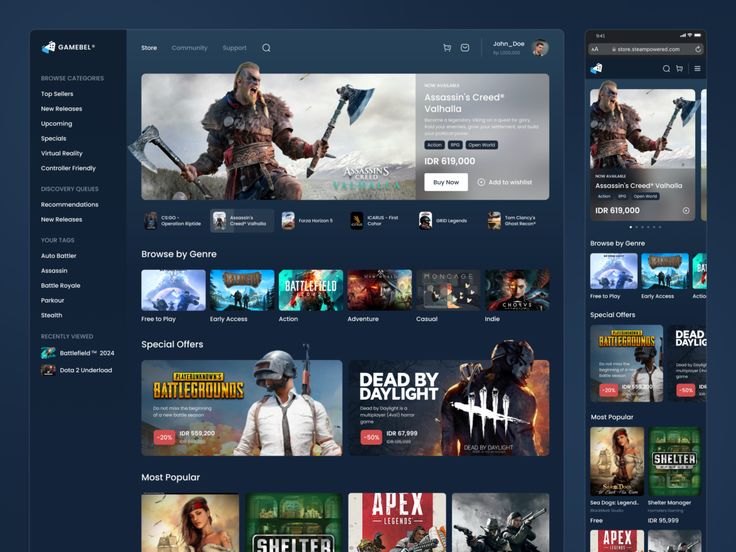 GAMEBEL®
BROWSE CATEGORIES
Top Sellers
New Releases
Upcoming
Specials
Virtual Reality
Controller Friendly
DISCOVERY QUEUES
Recommendations
New Releases
YOUR TAGS
Auto Battler
Assassin
Battle Royale
Parkour
Stealth
RECENTLY VIEWED
Battlefield™ 2024
Dota 2 Underload
Store Community Support
John_Doe
Rp 1,000,000
ASSASSIN'S
CREED
VALHALLA
NOW AVAILABLE
Assassin's Creed®
Valhalla
Become a legendary Viking on a quest for glory,
Raid your enemies, grow your settlement, and build
your political power.
Action RPG Open World
IDR 619,000
Buy Now Add to wishlist
CS:GO -
Operation Riptide
Assassin's
Creed® Valhalla
Forza Horizon 5
ICARUS - First
Cohor
GRID Legends
Tom Clancy's
Ghost Recon®
Browse by Genre
VALHEIM
BATTLEFIELD
2042
MONCAGE
CHORUS
Free to Play
Early Access
Action
Adventure
Casual
Indie
Special Offers
PLAYERUNKNOWN'S
BATTLEGROUNDS
Do not miss the beginning
of a new battle season
-20%
IDR 559,200
DEAD BY
DAYLIGHT
Dead by Daylight is a
multiplayer (4vs1) horror
game
-50%
IDR 67,999
DEAD BY DAYLIGHT
Most Popular
SHELTER
APEX
LEGENDS
9:41
AA store.steampowered.com
NOW AVAILABLE
Assassin's Creed® Valhalla
Action RPG Open World
IDR 619,000
Browse by Genre
VALHEIM
Free to Play
Early Access
Action
Special Offers
PLAYERUNKNOWN'S
BATTLEGROUNDS
Do not miss the beginning
of a new battle season
-20%
IDR 559,200
DEAD
DAYL
-50%
Most Popular
SHELTER
MANAGER
Sea Dogs: Legend..
BlackMark Studio
Free
Shelter Manager
Homeless Gaming
IDR 95,999
APEX
LEGENDS